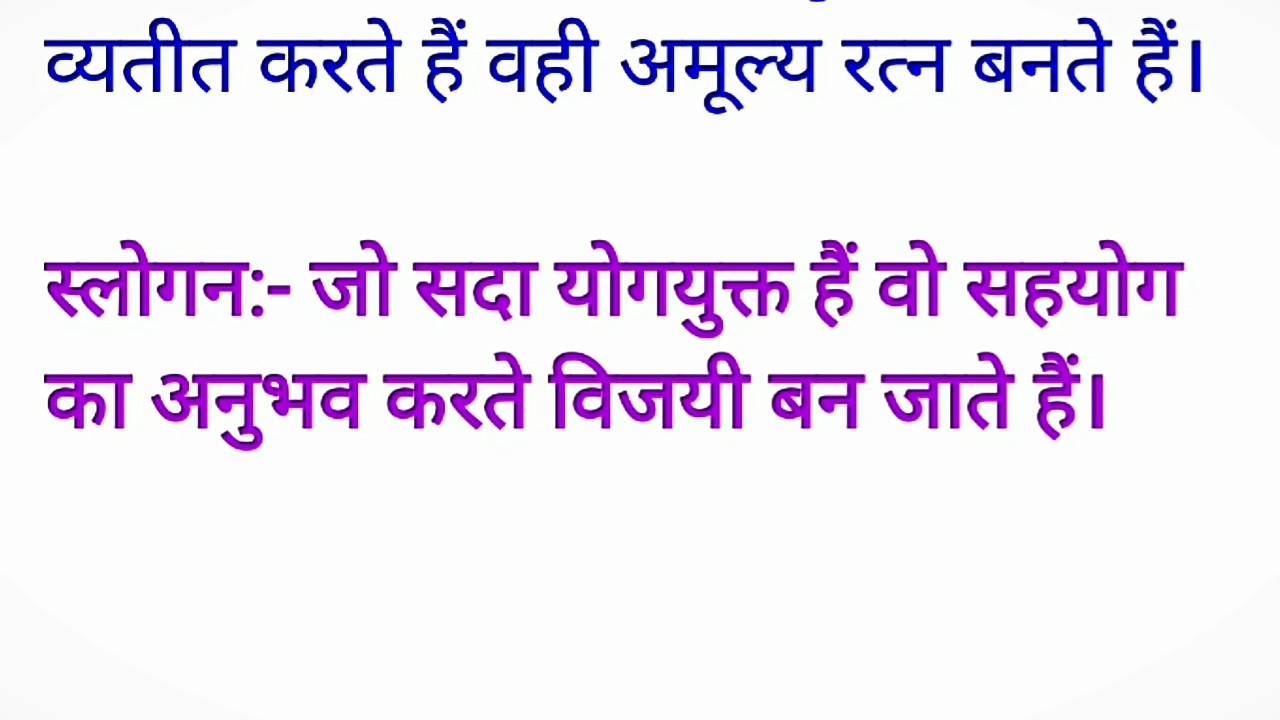 व्यतीत करते हैं वही अमूल्य रत्न बनते हैं।
स्लोगन:- जो सदा योगयुक्त हैं वो सहयोग
का अनुभव करते विजयी बन जाते हैं।